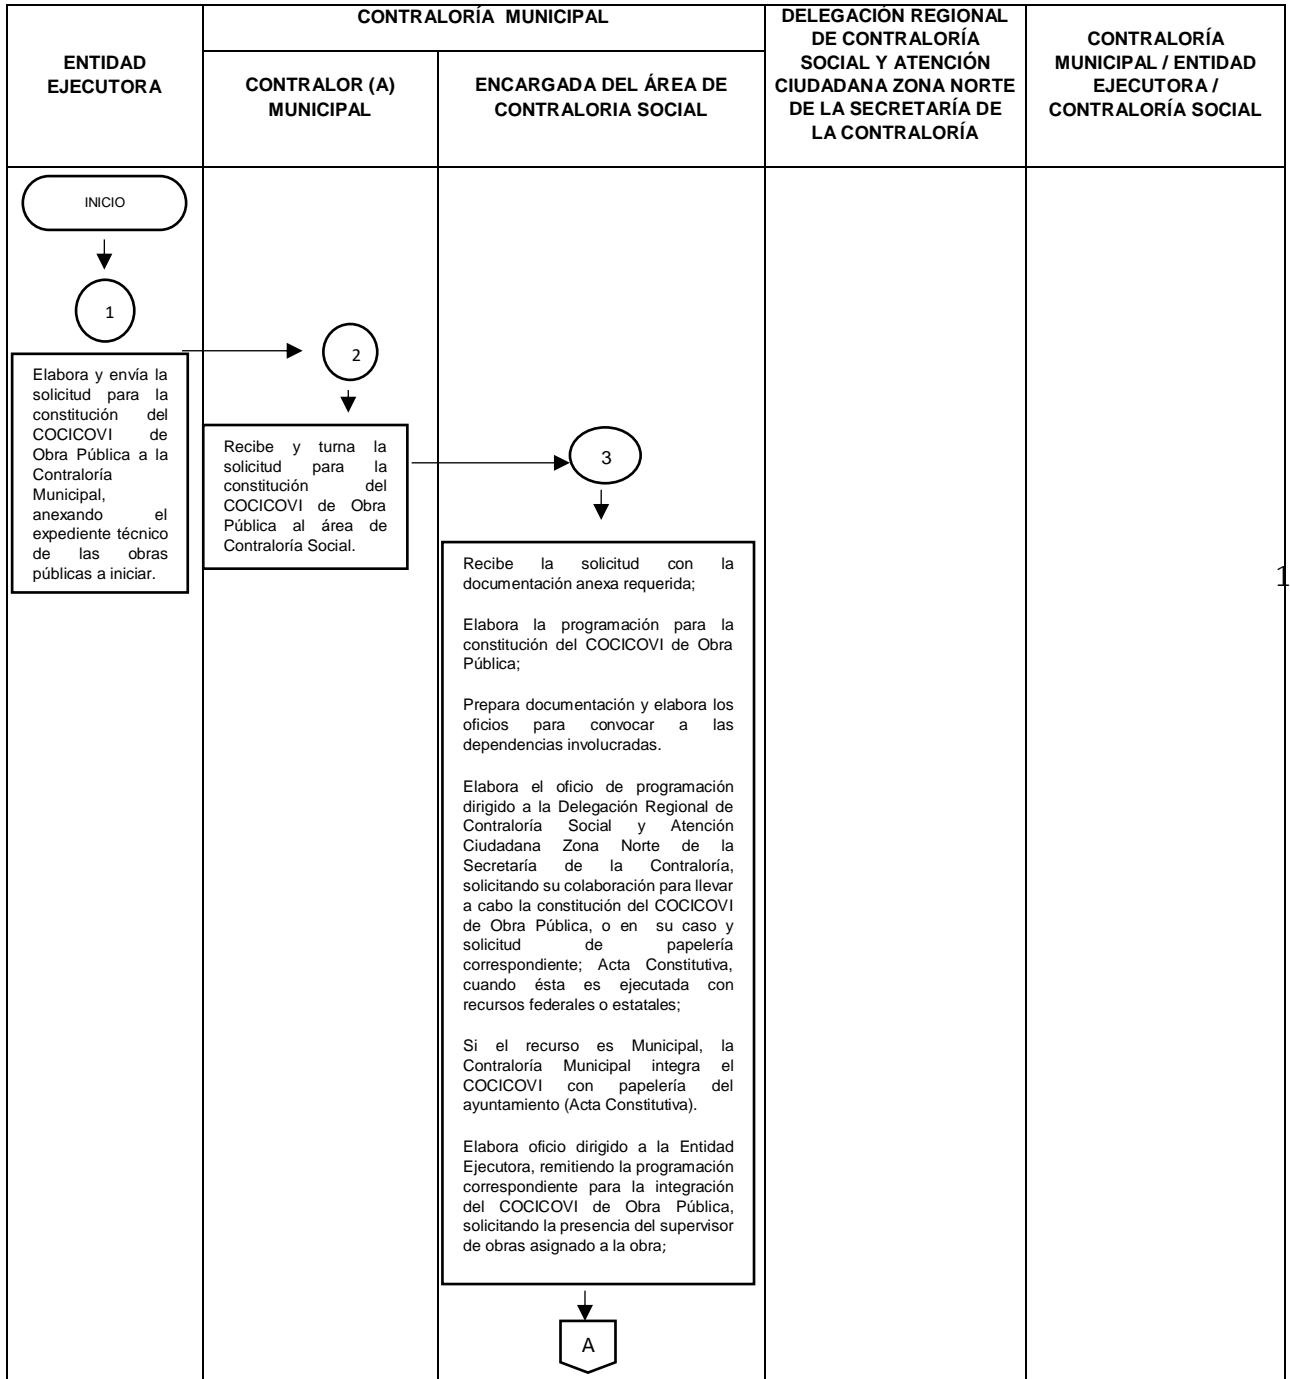 ENTIDAD
EJECUTORA
CONTRALORÍA MUNICIPAL
CONTRALOR (A)
MUNICIPAL
ENCARGADA DEL ÁREA DE
CONTRALORIA SOCIAL
DELEGACIÓN REGIONAL
DE CONTRALORÍA
SOCIAL Y ATENCIÓN
CIUDADANA ZONA NORTE
DE LA SECRETARÍA DE
LA CONTRALORÍA
CONTRALORÍA
MUNICIPAL / ENTIDAD
EJECUTORA /
CONTRALORÍA SOCIAL
INICIO
1
Elabora y envía la
solicitud para la
constitución del
COCICOVI de
Obra Pública a la
Contraloría
Municipal,
anexando el
expediente técnico
de las obras
públicas a iniciar.
2
Recibe y turna la
solicitud para la
constitución del
COCICOVI de Obra
Pública al área de
Contraloría Social.
3
Recibe la solicitud con la
documentación anexa requerida;
Elabora la programación para la
constitución del COCICOVI de Obra
Pública;
Prepara documentación y elabora los
oficios para convocar a las
dependencias involucradas.
Elabora el oficio de programación
dirigido a la Delegación Regional de
Contraloría Social y Atención
Ciudadana Zona Norte de la
Secretaría de la Contraloría,
solicitando su colaboración para llevar
a cabo la constitución del COCICOVI
de Obra Pública, o en su caso y
solicitud de papelería
correspondiente; Acta Constitutiva,
cuando ésta es ejecutada con
recursos federales o estatales;
Si el recurso es Municipal, la
Contraloría Municipal integra el
COCICOVI con papelería del
ayuntamiento (Acta Constitutiva).
Elabora oficio dirigido a la Entidad
Ejecutora, remitiendo la programación
correspondiente para la integración
del COCICOVI de Obra Pública,
solicitando la presencia del supervisor
de obras asignado a la obra;
A
1